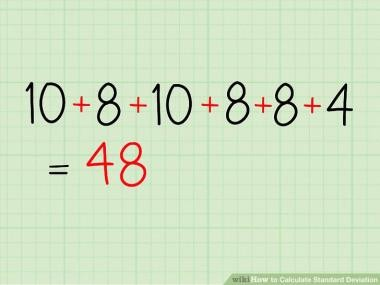 10+8+10+8+8+4
= 48
wikiHow to Calculate Standard Deviation